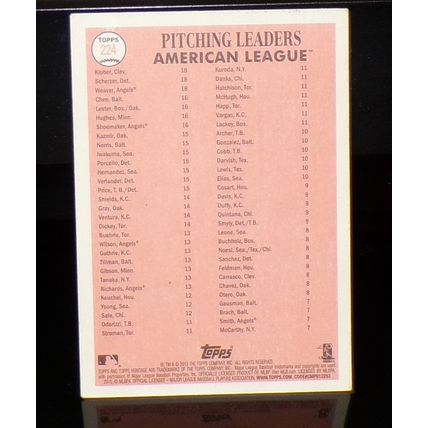 TOPPS
224
PITCHING LEADERS
AMERICAN LEAGUE™
Kluber, Clev. 18 Kuroda, N.Y. 11
Scherzer, Det. 18 Danks, Chi. 11
Weaver, Angels® 18 Hutchison, Tor. 11
Chen, Balt. 16 McHugh, Hou. 11
Lester, Bos./Oak. 16 Happ, Tor. 11
Hughes, Minn. 16 Vargas, K.C. 11
Shoemaker, Angels® 16 Lackey, Bos. 11
Kazmir, Oak. 15 Archer, T.B. 10
Norris, Balt. 15 Gonzalez, Balt. 10
Iwakuma, Sea. 15 Cobb, T.B. 10
Porcello, Det. 15 Darvish, Tex. 10
Hernandez, Sea. 15 Lewis, Tex. 10
Verlander, Det. 15 Elias, Sea. 10
Price, T.B./Det. 15 Cosart, Hou. 9
Shields, K.C. 14 Davis, K.C. 9
Gray, Oak. 14 Duffy, K.C. 9
Ventura, K.C. 14 Quintana, Chi. 9
Dickey, Tor. 14 Smyly, Det./T.B. 9
Buehrle, Tor. 13 Leone, Sea. 8
Wilson, Angels® 13 Buchholz, Bos. 8
Guthrie, K.C. 13 Noesi, Sea./Tex./Chi. 8
Tillman, Balt. 13 Sanchez, Det. 8
Gibson, Minn. 13 Feldman, Hou. 8
Tanaka, N.Y. 13 Carrasco, Clev. 8
Richards, Angels® 13 Chavez, Oak. 8
Keuchel, Hou. 12 Otero, Oak. 8
Young, Sea. 12 Gausman, Balt. 7
Sale, Chi. 12 Brach, Balt. 7
Odorizzi, T.B. 11 Smith, Angels® 7
Stroman, Tor. 11 McCarthy, N.Y. 7
topps